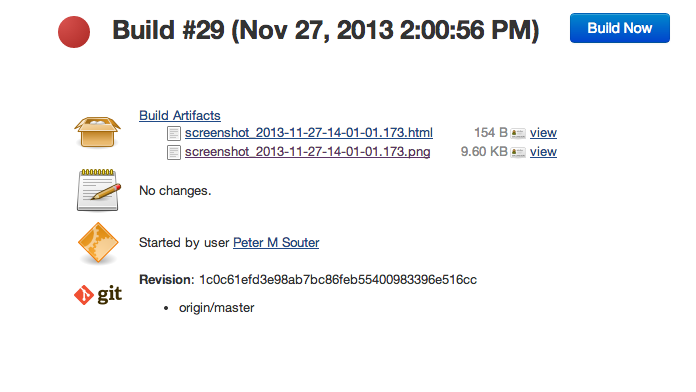 Build #29 (Nov 27, 2013 2:00:56 PM)
Build Now
Build Artifacts
screenshot_2013-11-27-14-01-01.173.html 154 B view
screenshot_2013-11-27-14-01-01.173.png 9.60 KB view
No changes.
Started by user Peter M Souter
git
Revision: 1c0c61efd3e98ab7bc86feb55400983396e516cc
• origin/master